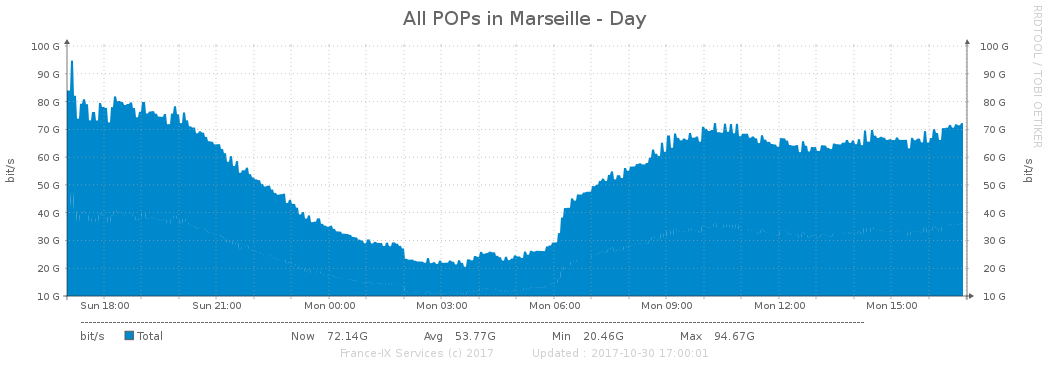 All POPs in Marseille - Day
RRDTOOL / TOBI OETIKER
100 G 100 G
90 G 90 G
80 G 80 G
70 G 70 G
60 G 60 G
50 G 50 G
40 G 40 G
30 G 30 G
20 G 20 G
10 G 10 G
bit/s
bit/s
Sun 18:00 Sun 21:00 Mon 00:00 Mon 03:00 Mon 06:00 Mon 09:00 Mon 12:00 Mon 15:00
bit/s Total Now 72.14G Avg 53.77G Min 20.46G Max 94.67G
France-IX Services (c) 2017 Updated : 2017-10-30 17:00:01